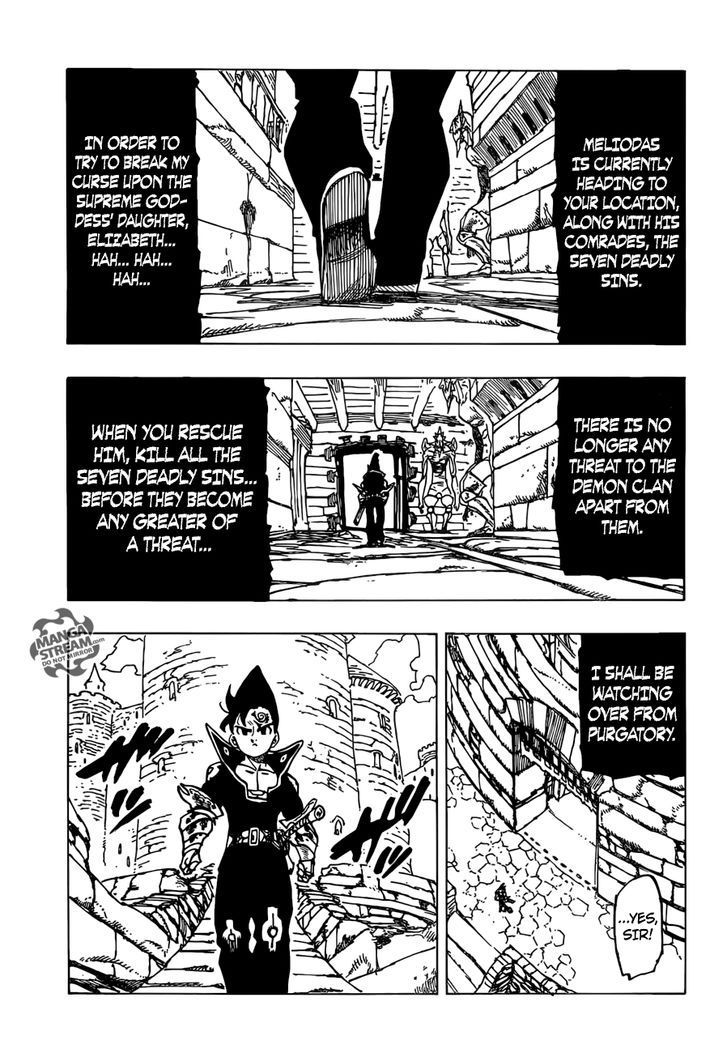 MELIODAS
IS CURRENTLY
HEADING TO
YOUR LOCATION,
ALONG WITH HIS
COMRADES, THE
SEVEN DEADLY
SINS.
IN ORDER TO
TRY TO BREAK MY
CURSE UPON THE
SUPREME GOD-
DESS' DAUGHTER,
ELIZABETH...
HAH... HAH...
HAH...
THERE IS NO
LONGER ANY
THREAT TO THE
DEMON CLAN
APART FROM
THEM.
WHEN YOU RESCUE
HIM, KILL ALL THE
SEVEN DEADLY SINS...
BEFORE THEY BECOME
ANY GREATER OF
A THREAT...
I SHALL BE
WATCHING
OVER FROM
PURGATORY.
...YES,
SIR!
MANGA
STREAM.com
DO NOT MIRROR